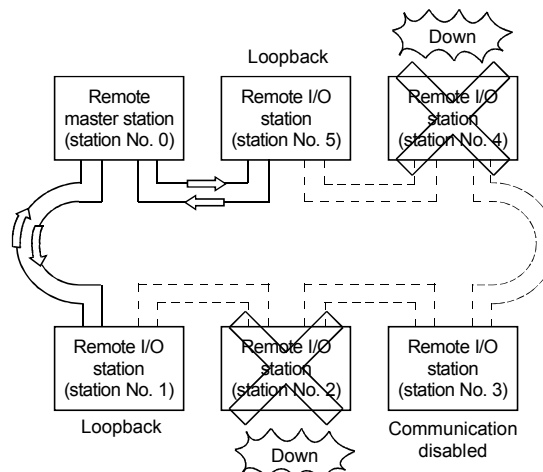 Down
Loopback
Remote
master station
(station No. 0)
Remote I/O
station
(station No. 5)
Remote I/O
station
(station No. 4)
Remote I/O
station
(station No. 1)
Remote I/O
station
(station No. 2)
Remote I/O
station
(station No. 3)
Loopback
Down
Communication
disabled